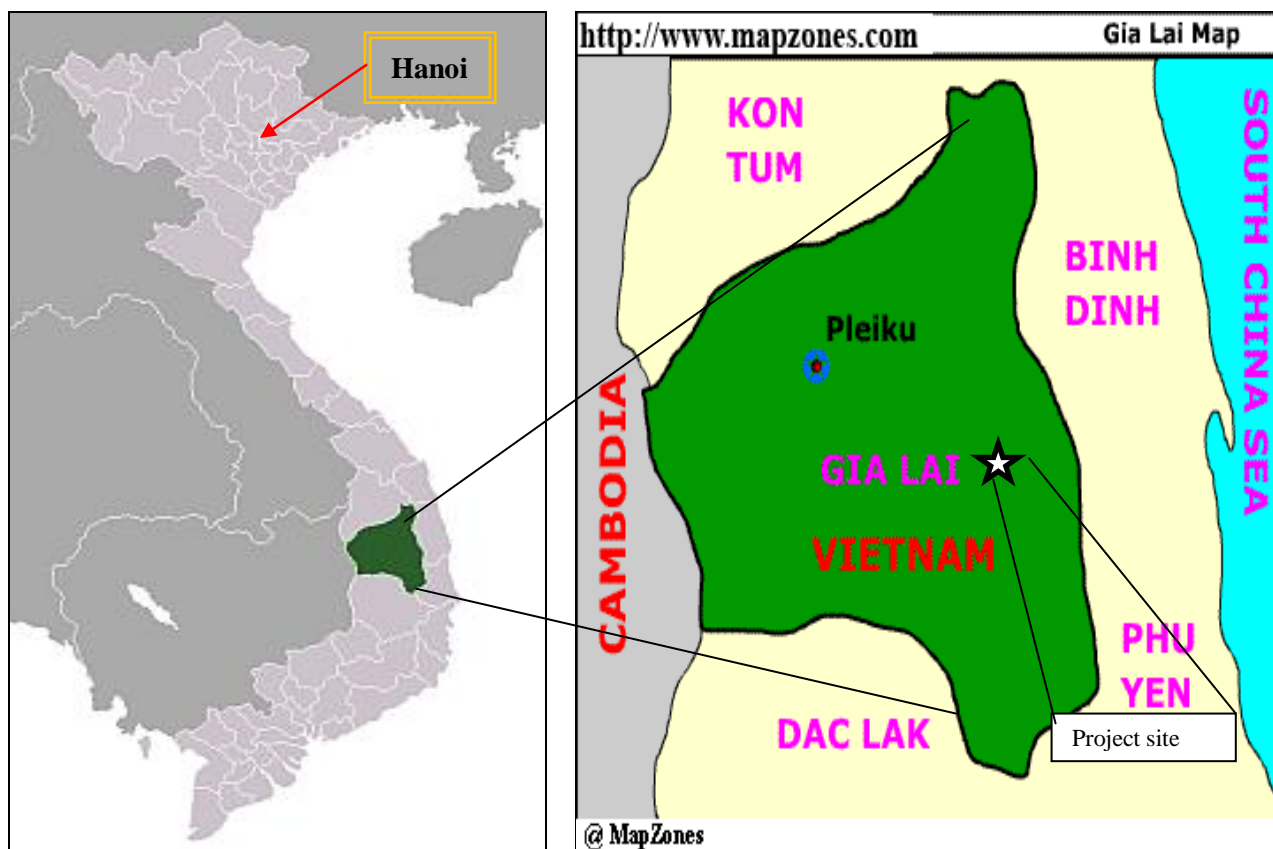 Hanoi
http://www.mapzones.com
Gia Lai Map
KON
TUM
BINH
DINH
SOUTH CHINA SEA
Pleiku
CAMBODIA
GIA LAI
VIETNAM
PHU
YEN
DAC LAK
Project site
@ MapZones